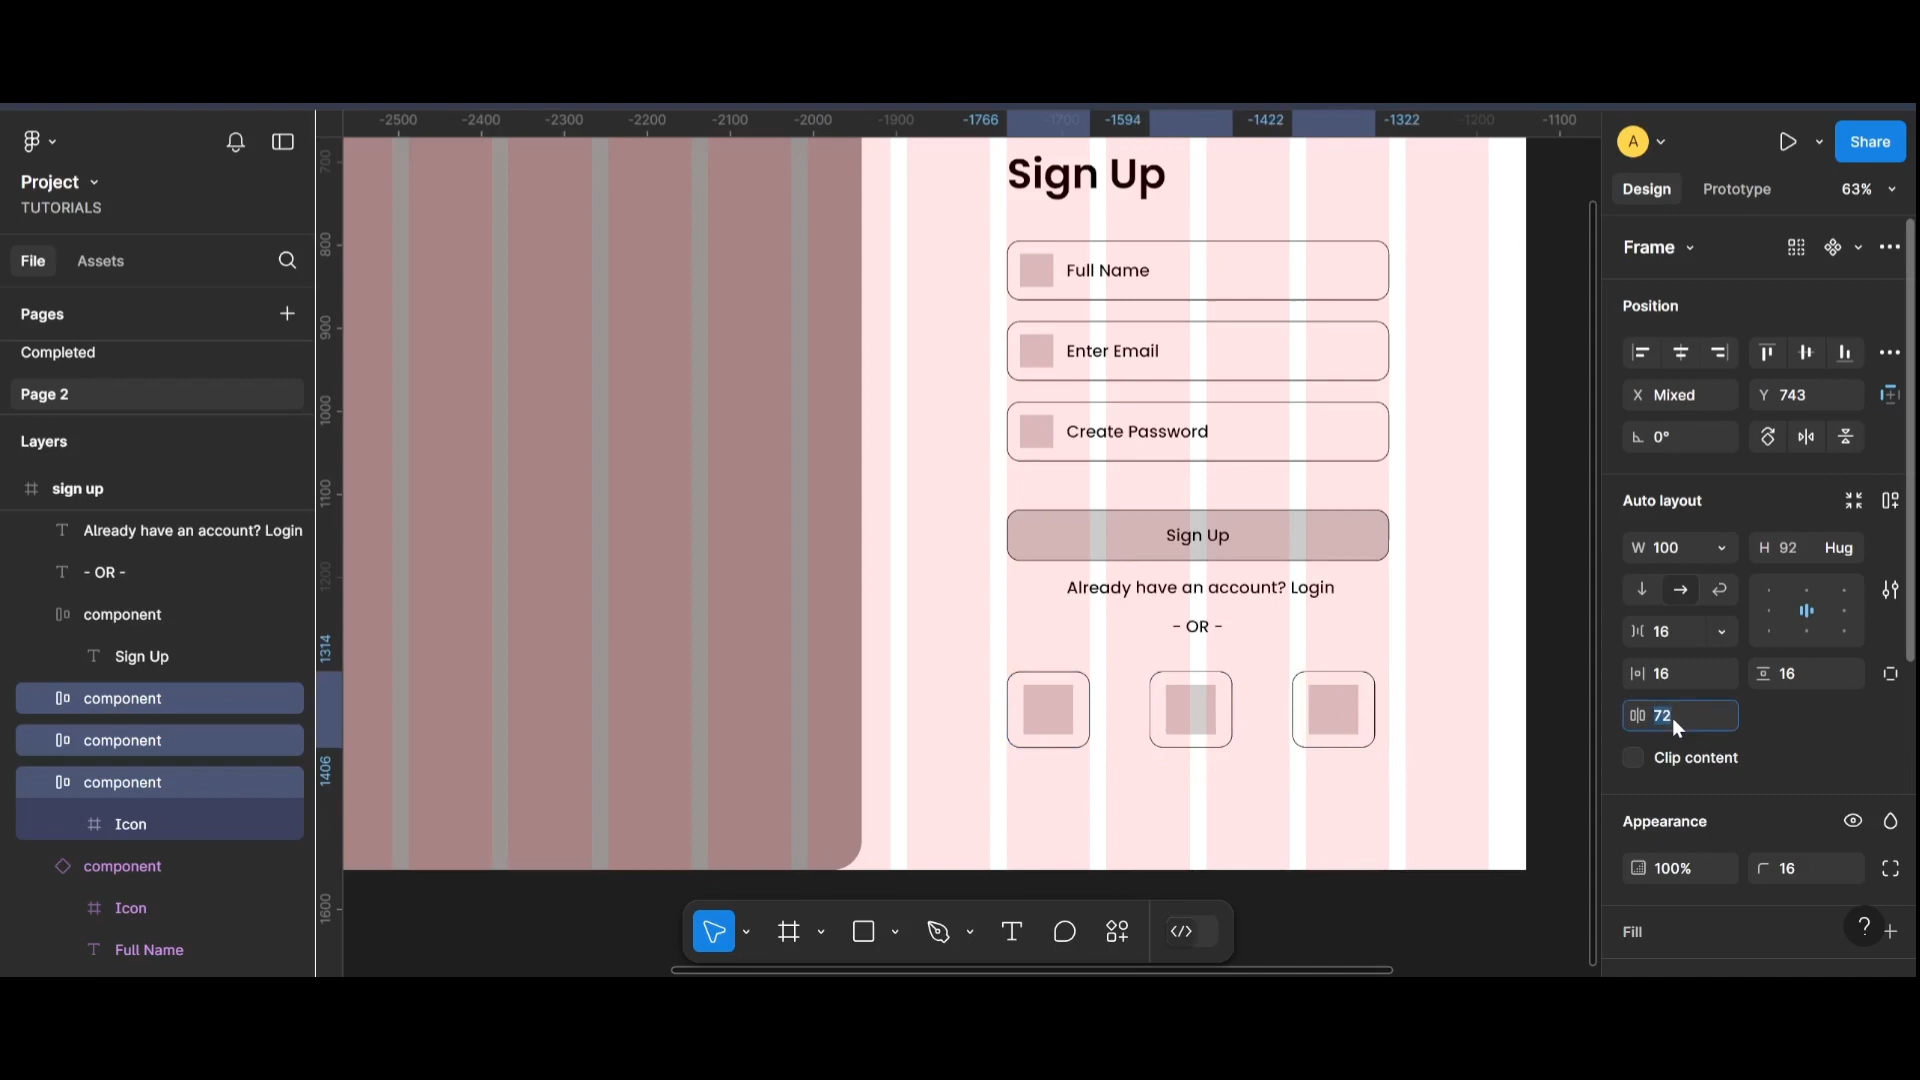 -2500 -2400 -2300 -2200 -2100 -2000 -1900 -1766 -1700 -1594 -1422 -1322 -1200 -1100
700
800
900
1000
1100
1200
1314
1406
1600
Project
TUTORIALS
File Assets
Pages
Completed
Page 2
Layers
sign up
Already have an account? Login
- OR -
component
Sign Up
component
component
component
Icon
component
Icon
Full Name
Sign Up
Full Name
Enter Email
Create Password
Sign Up
Already have an account? Login
- OR -
A Share
Design Prototype 63%
Frame
Position
X Mixed Y 743
0°
Auto layout
W 100 H 92 Hug
16
16 16
72
Clip content
Appearance
100% 16
Fill
?